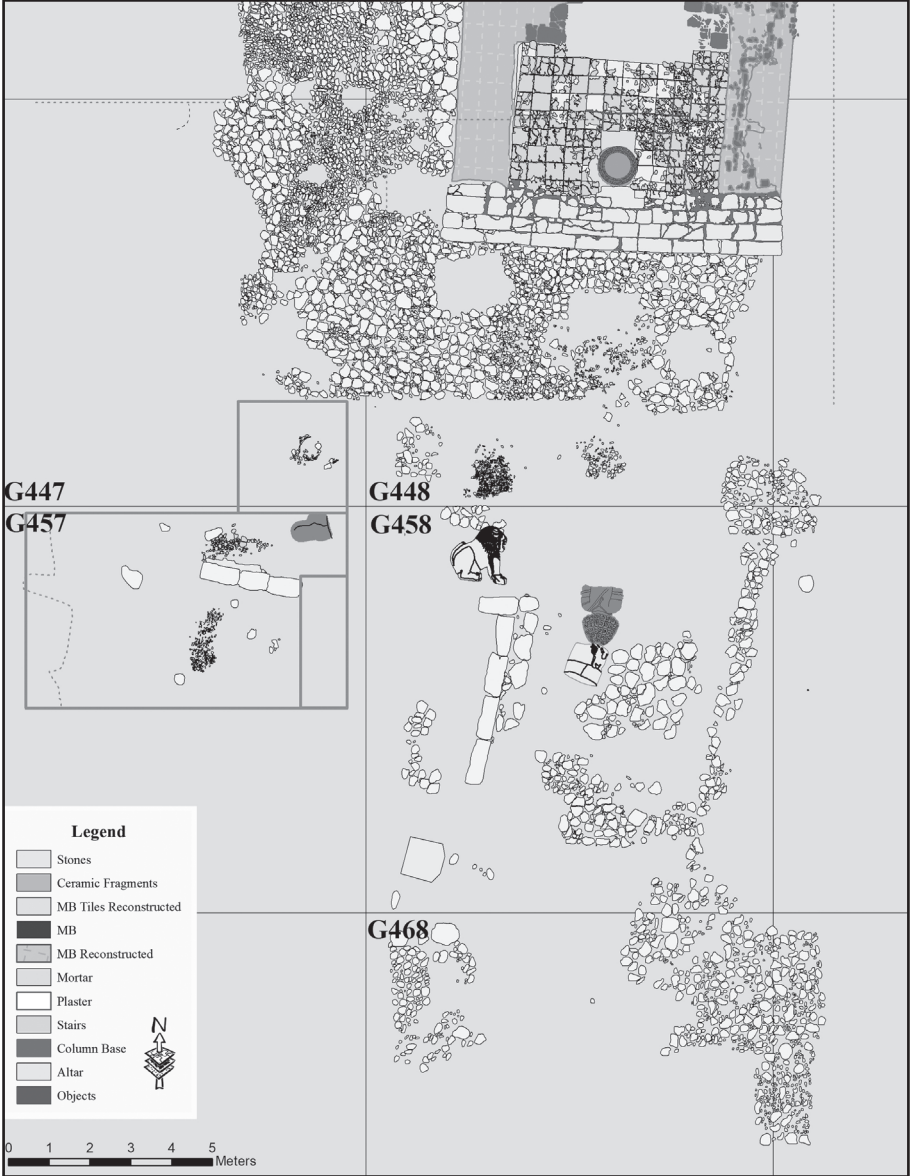 G447
G448
G457
G458
G468
Legend
Stones
Ceramic Fragments
MB Tiles Reconstructed
MB
MB Reconstructed
Mortar
Plaster
Stairs
Column Base
Altar
Objects
N
0 1 2 3 4 5
Meters